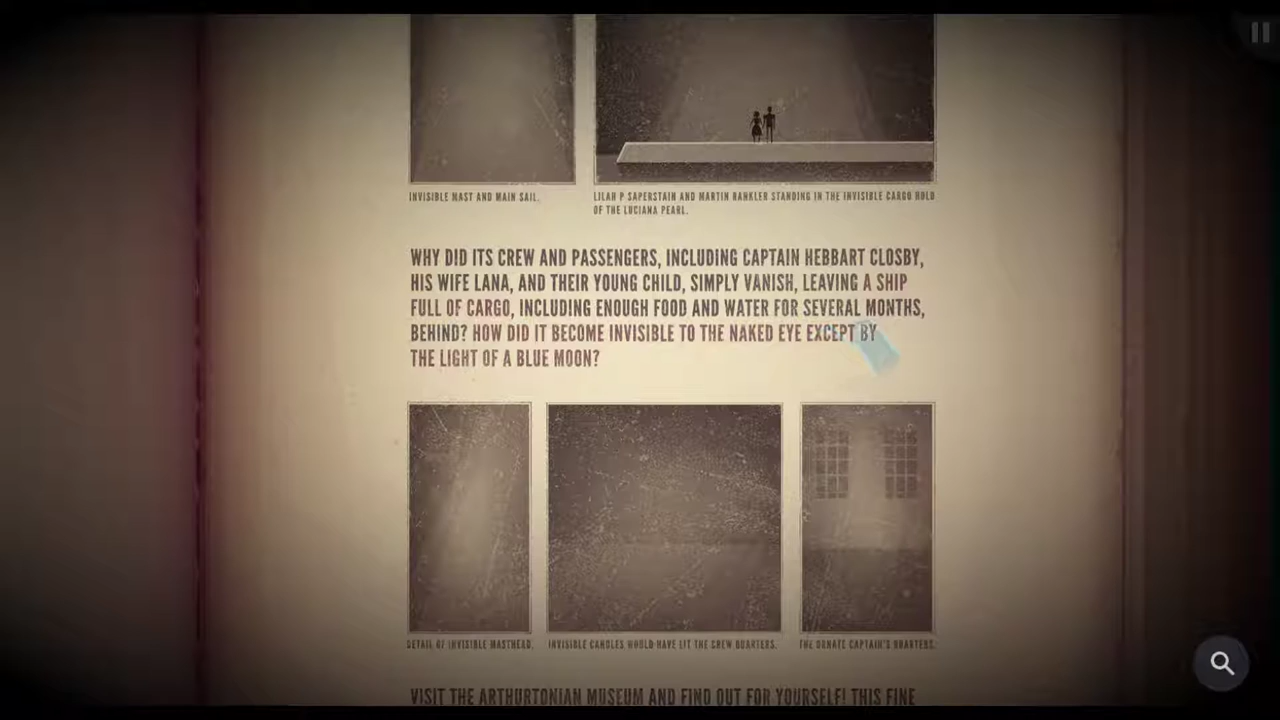 INVISIBLE MAST AND MAIN SAIL.
LILAH P SAPERSTEIN AND MARTIN RANKLER STANDING IN THE INVISIBLE CARGO HOLD
OF THE LUCIANA PEARL.
WHY DID ITS CREW AND PASSENGERS, INCLUDING CAPTAIN HEBBART CLOSBY,
HIS WIFE LANA, AND THEIR YOUNG CHILD, SIMPLY VANISH, LEAVING A SHIP
FULL OF CARGO, INCLUDING ENOUGH FOOD AND WATER FOR SEVERAL MONTHS,
BEHIND? HOW DID IT BECOME INVISIBLE TO THE NAKED EYE EXCEPT BY
THE LIGHT OF A BLUE MOON?
DETAIL OF INVISIBLE MASTHEAD.
INVISIBLE CANDLES WOULD HAVE LIT THE CREW QUARTERS.
THE ORNATE CAPTAIN'S QUARTERS.
VISIT THE ARTHURTONIAN MUSEUM AND FIND OUT FOR YOURSELF! THIS FINE